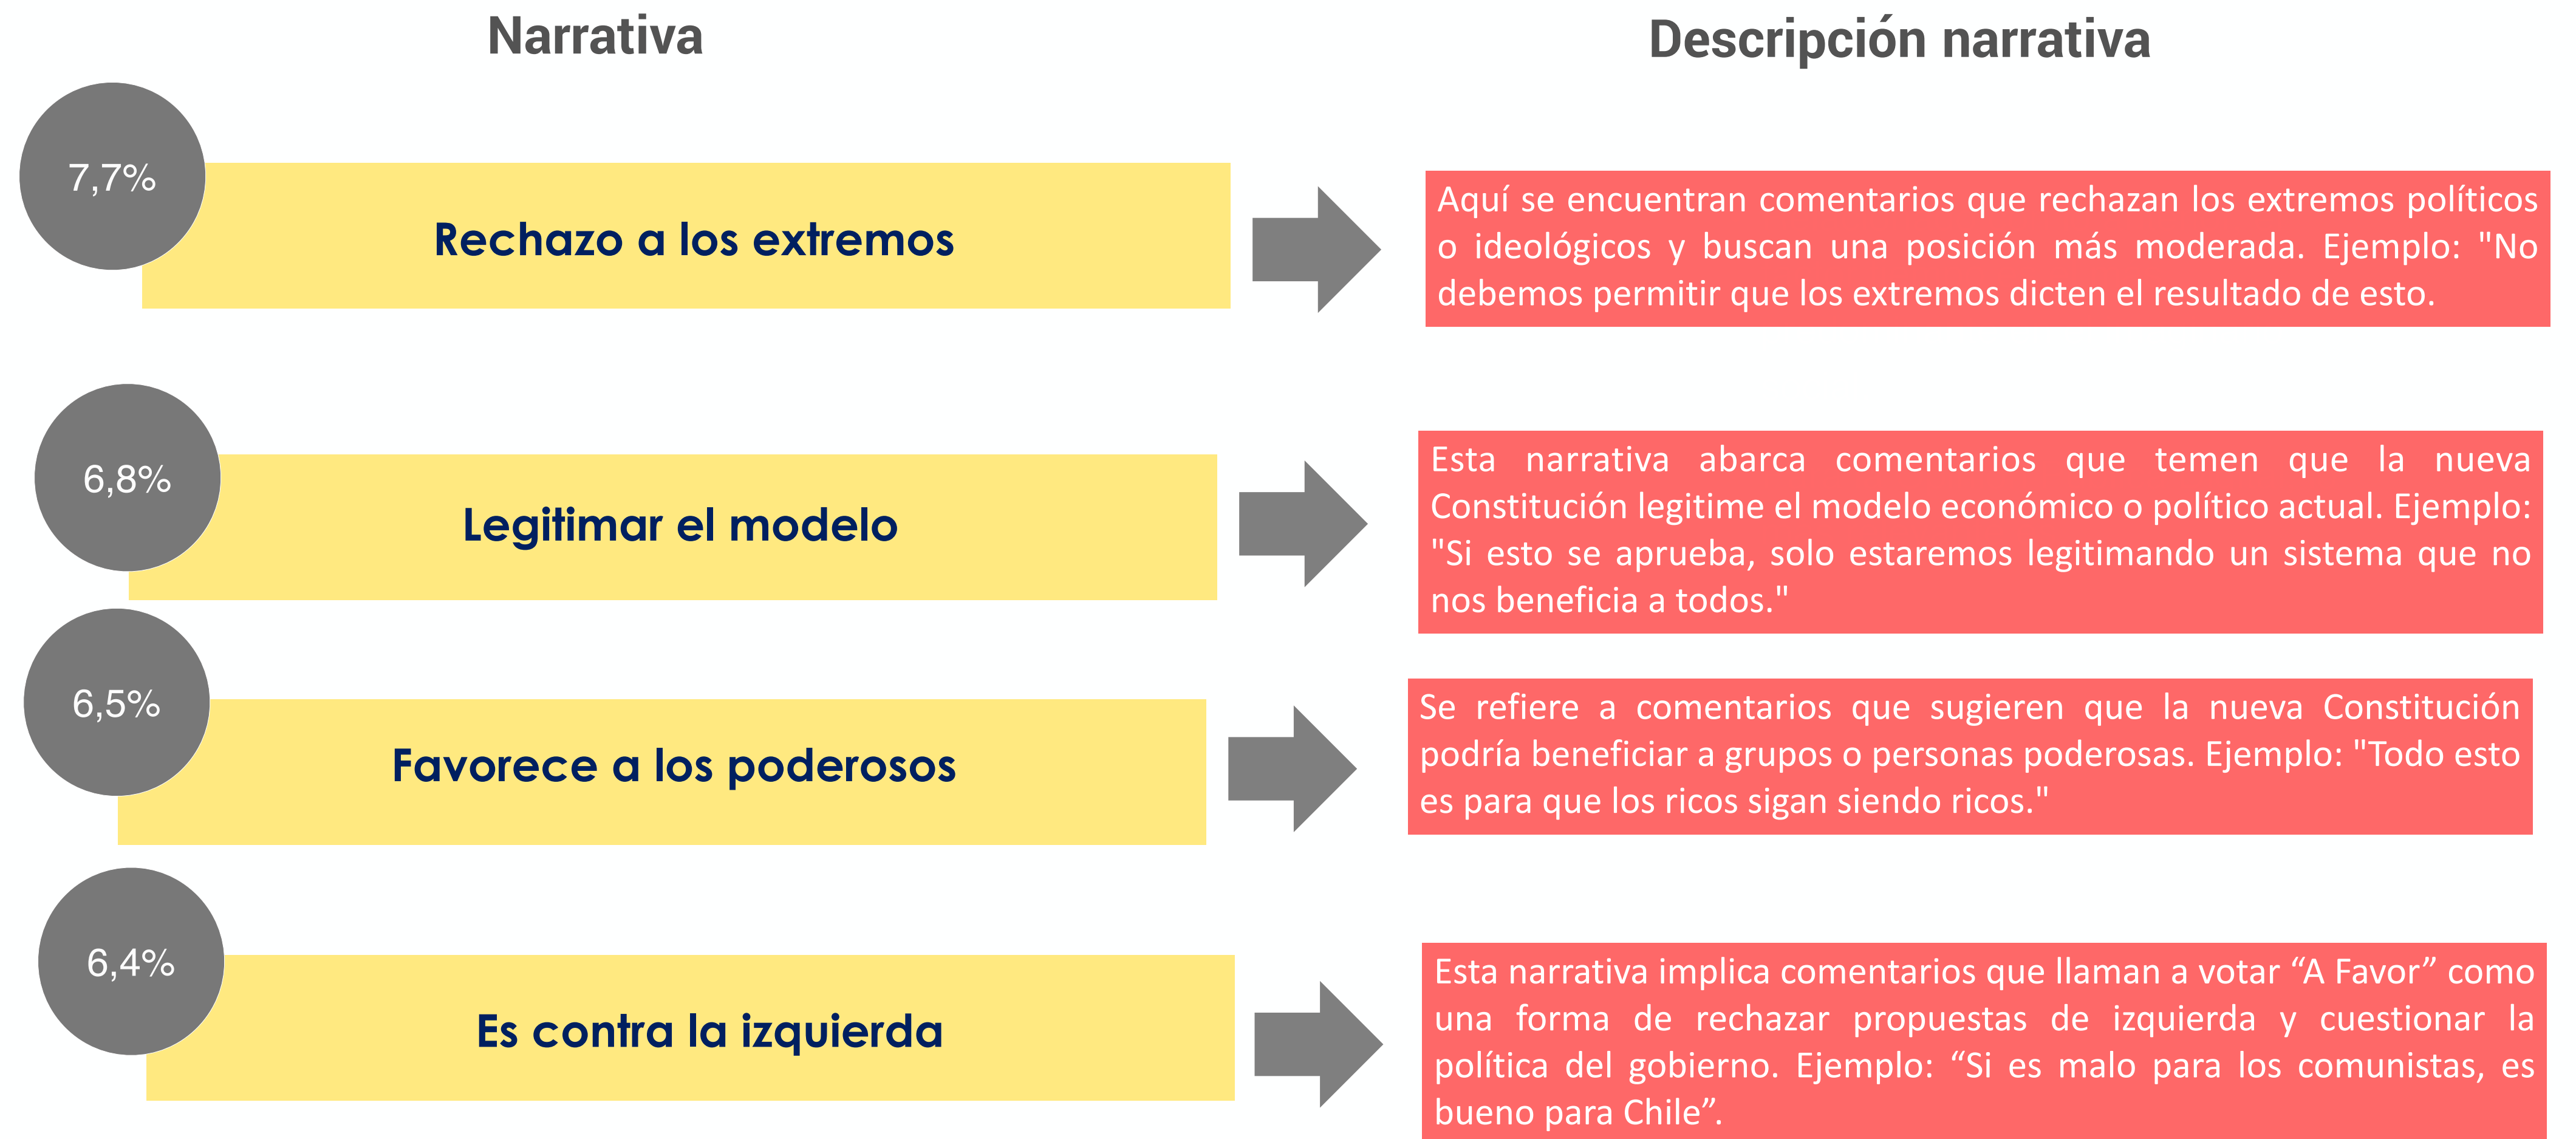 Narrativa
Descripción narrativa
7,7%
Rechazo a los extremos
Aquí se encuentran comentarios que rechazan los extremos políticos
o ideológicos y buscan una posición más moderada. Ejemplo: "No
debemos permitir que los extremos dicten el resultado de esto.
6,8%
Legitimar el modelo
Esta narrativa abarca comentarios que temen que la nueva
Constitución legitime el modelo económico o político actual. Ejemplo:
"Si esto se aprueba, solo estaremos legitimando un sistema que no
nos beneficia a todos."
6,5%
Favorece a los poderosos
Se refiere a comentarios que sugieren que la nueva Constitución
podría beneficiar a grupos o personas poderosas. Ejemplo: "Todo esto
es para que los ricos sigan siendo ricos."
6,4%
Es contra la izquierda
Esta narrativa implica comentarios que llaman a votar “A Favor” como
una forma de rechazar propuestas de izquierda y cuestionar la
política del gobierno. Ejemplo: “Si es malo para los comunistas, es
bueno para Chile”.